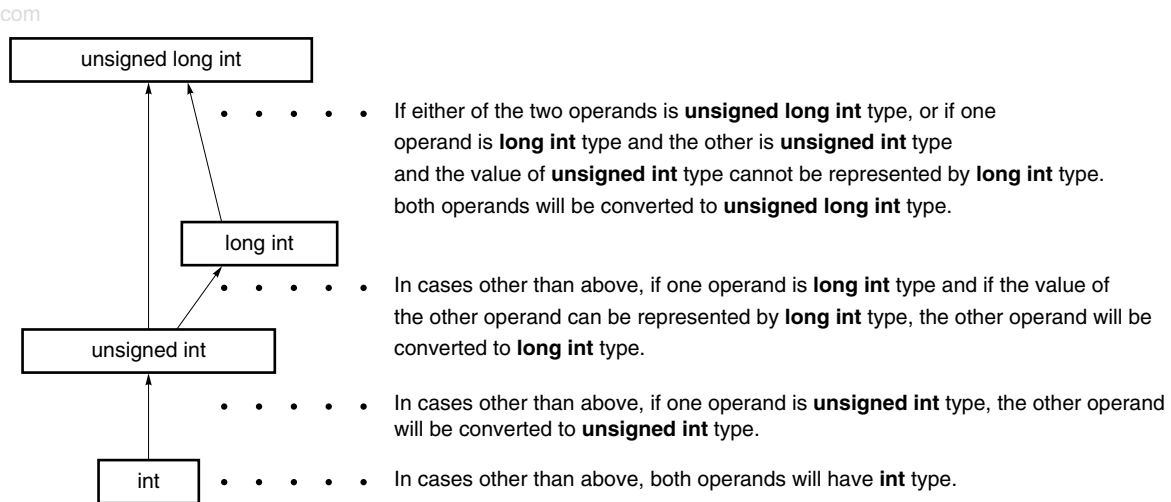 com
unsigned long int
If either of the two operands is unsigned long int type, or if one
operand is long int type and the other is unsigned int type
and the value of unsigned int type cannot be represented by long int type.
both operands will be converted to unsigned long int type.
long int
In cases other than above, if one operand is long int type and if the value of
the other operand can be represented by long int type, the other operand will be
converted to long int type.
unsigned int
In cases other than above, if one operand is unsigned int type, the other operand
will be converted to unsigned int type.
int
In cases other than above, both operands will have int type.